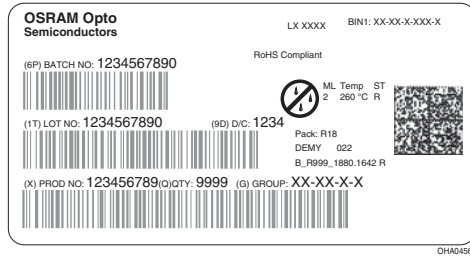 OSRAM Opto
Semiconductors
LX XXXX
BIN1: XX-XX-X-XXX-X
RoHS Compliant
(6P) BATCH NO: 1234567890
ML Temp ST
2 260 °C R
(1T) LOT NO: 1234567890 (9D) D/C: 1234
Pack: R18
DEMY 022
B_R999_1880.1642 R
(X) PROD NO: 123456789(Q)QTY: 9999 (G) GROUP: XX-XX-X-X